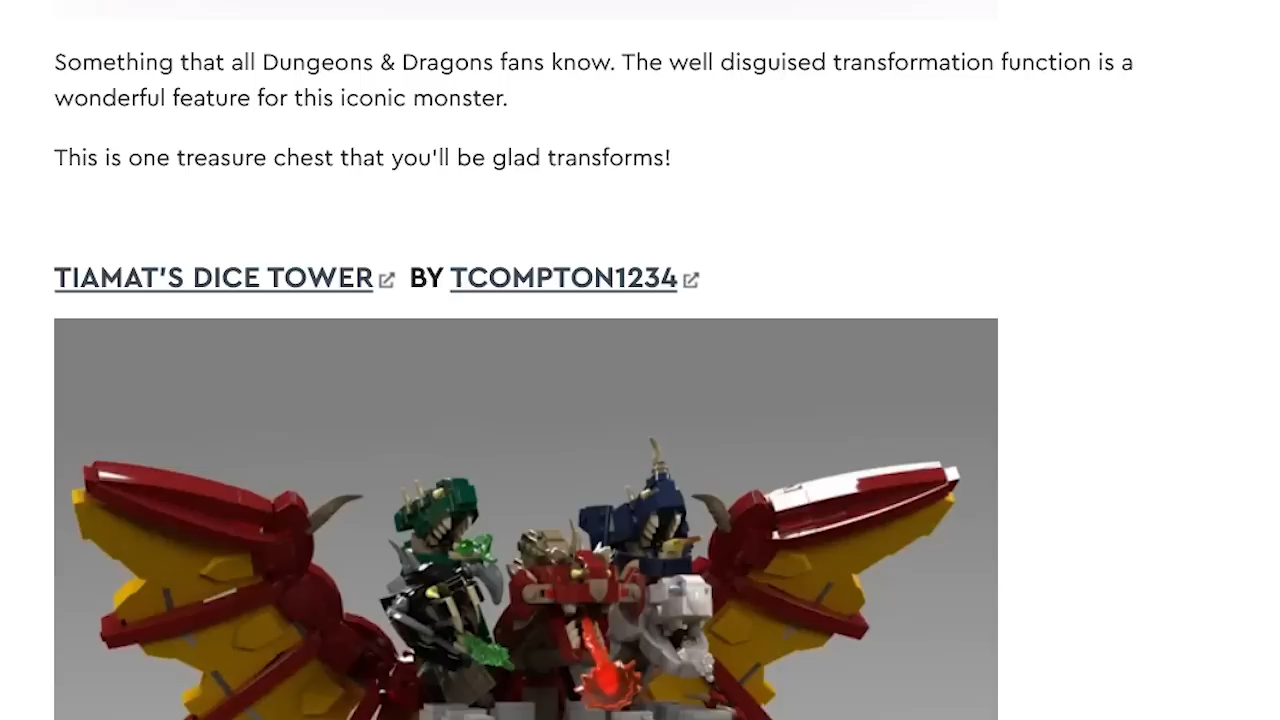 Something that all Dungeons & Dragons fans know. The well disguised transformation function is a
wonderful feature for this iconic monster.
This is one treasure chest that you'll be glad transforms!
TIAMAT'S DICE TOWER BY TCOMPTON1234